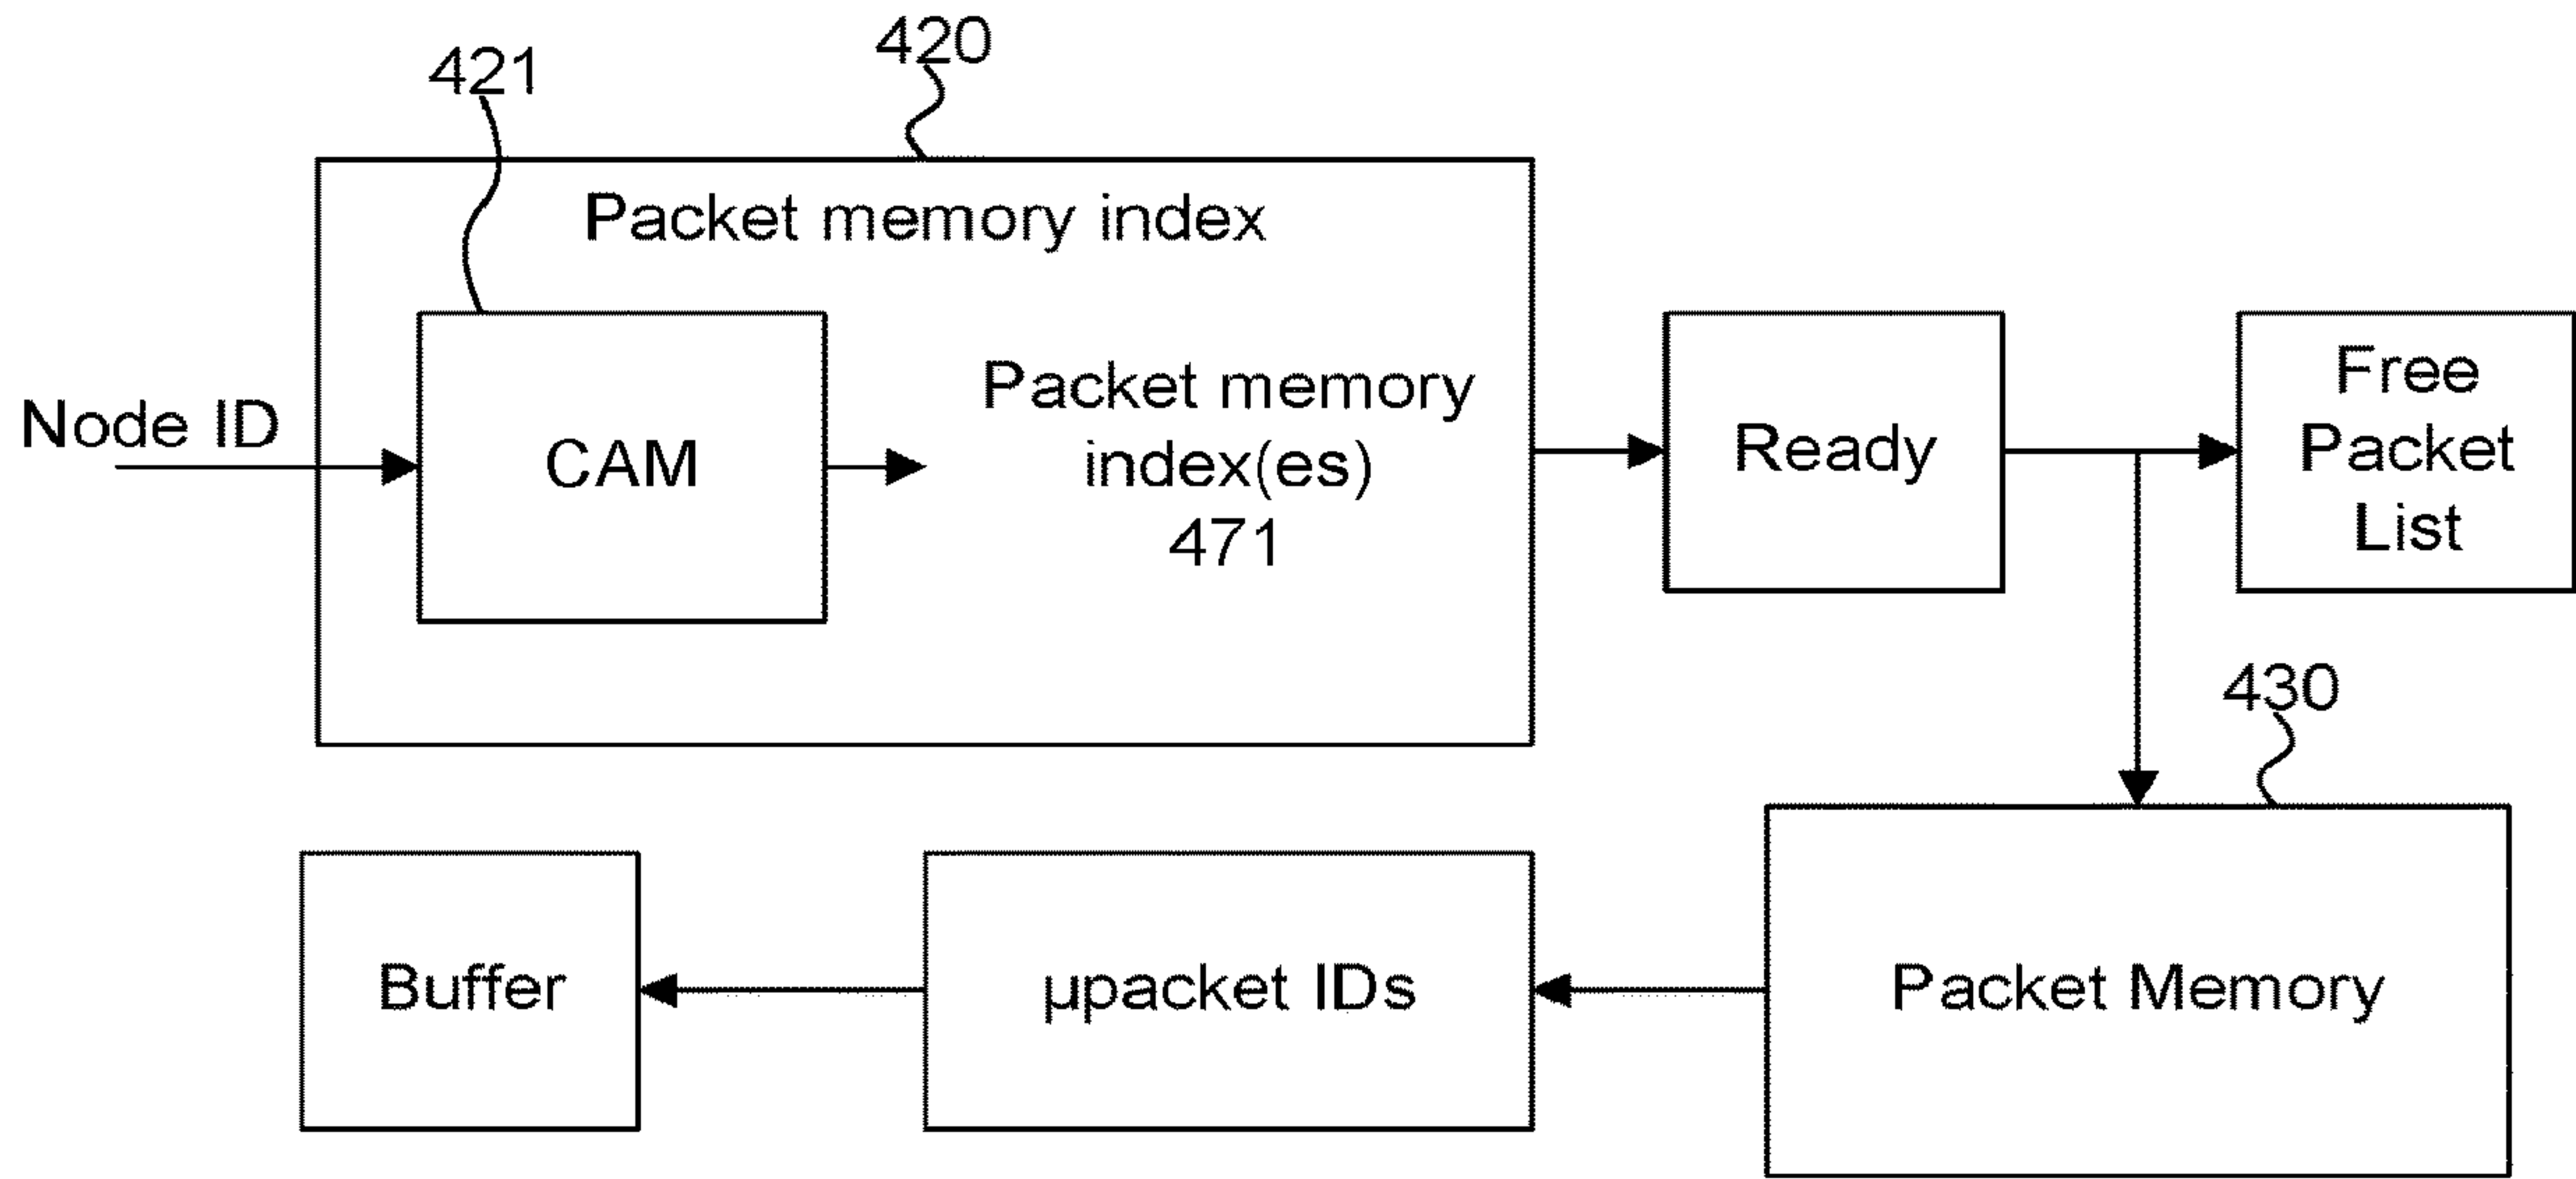 420
421
Packet memory index
Node ID
CAM
Packet memory
index(es)
471
Ready
Free
Packet
List
430
Buffer
µpacket IDs
Packet Memory